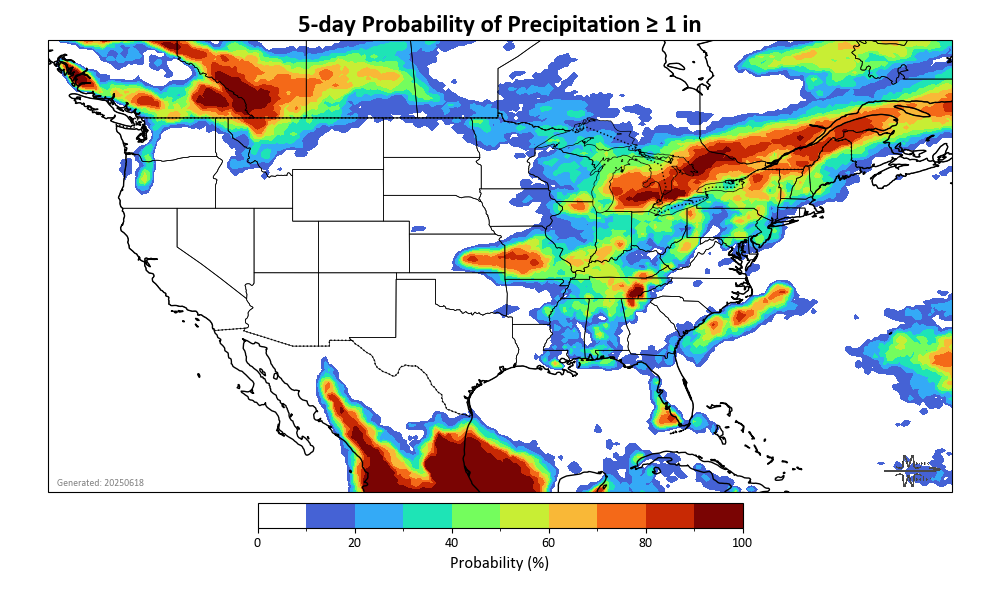 5-day Probability of Precipitation ≥ 1 in
Generated: 20250618
0 20 40 60 80 100
Probability (%)